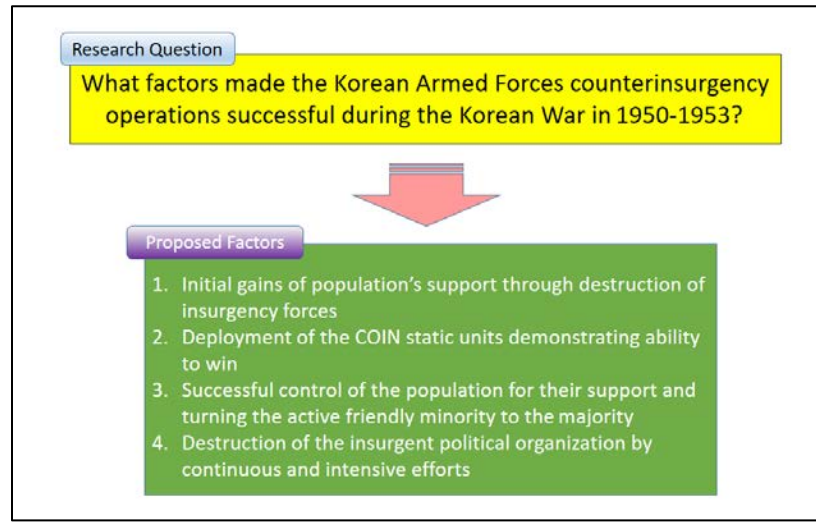 Research Question
What factors made the Korean Armed Forces counterinsurgency
operations successful during the Korean War in 1950-1953?
Proposed Factors
1. Initial gains of population's support through destruction of
insurgency forces
2. Deployment of the COIN static units demonstrating ability
to win
3. Successful control of the population for their support and
turning the active friendly minority to the majority
4. Destruction of the insurgent political organization by
continuous and intensive efforts